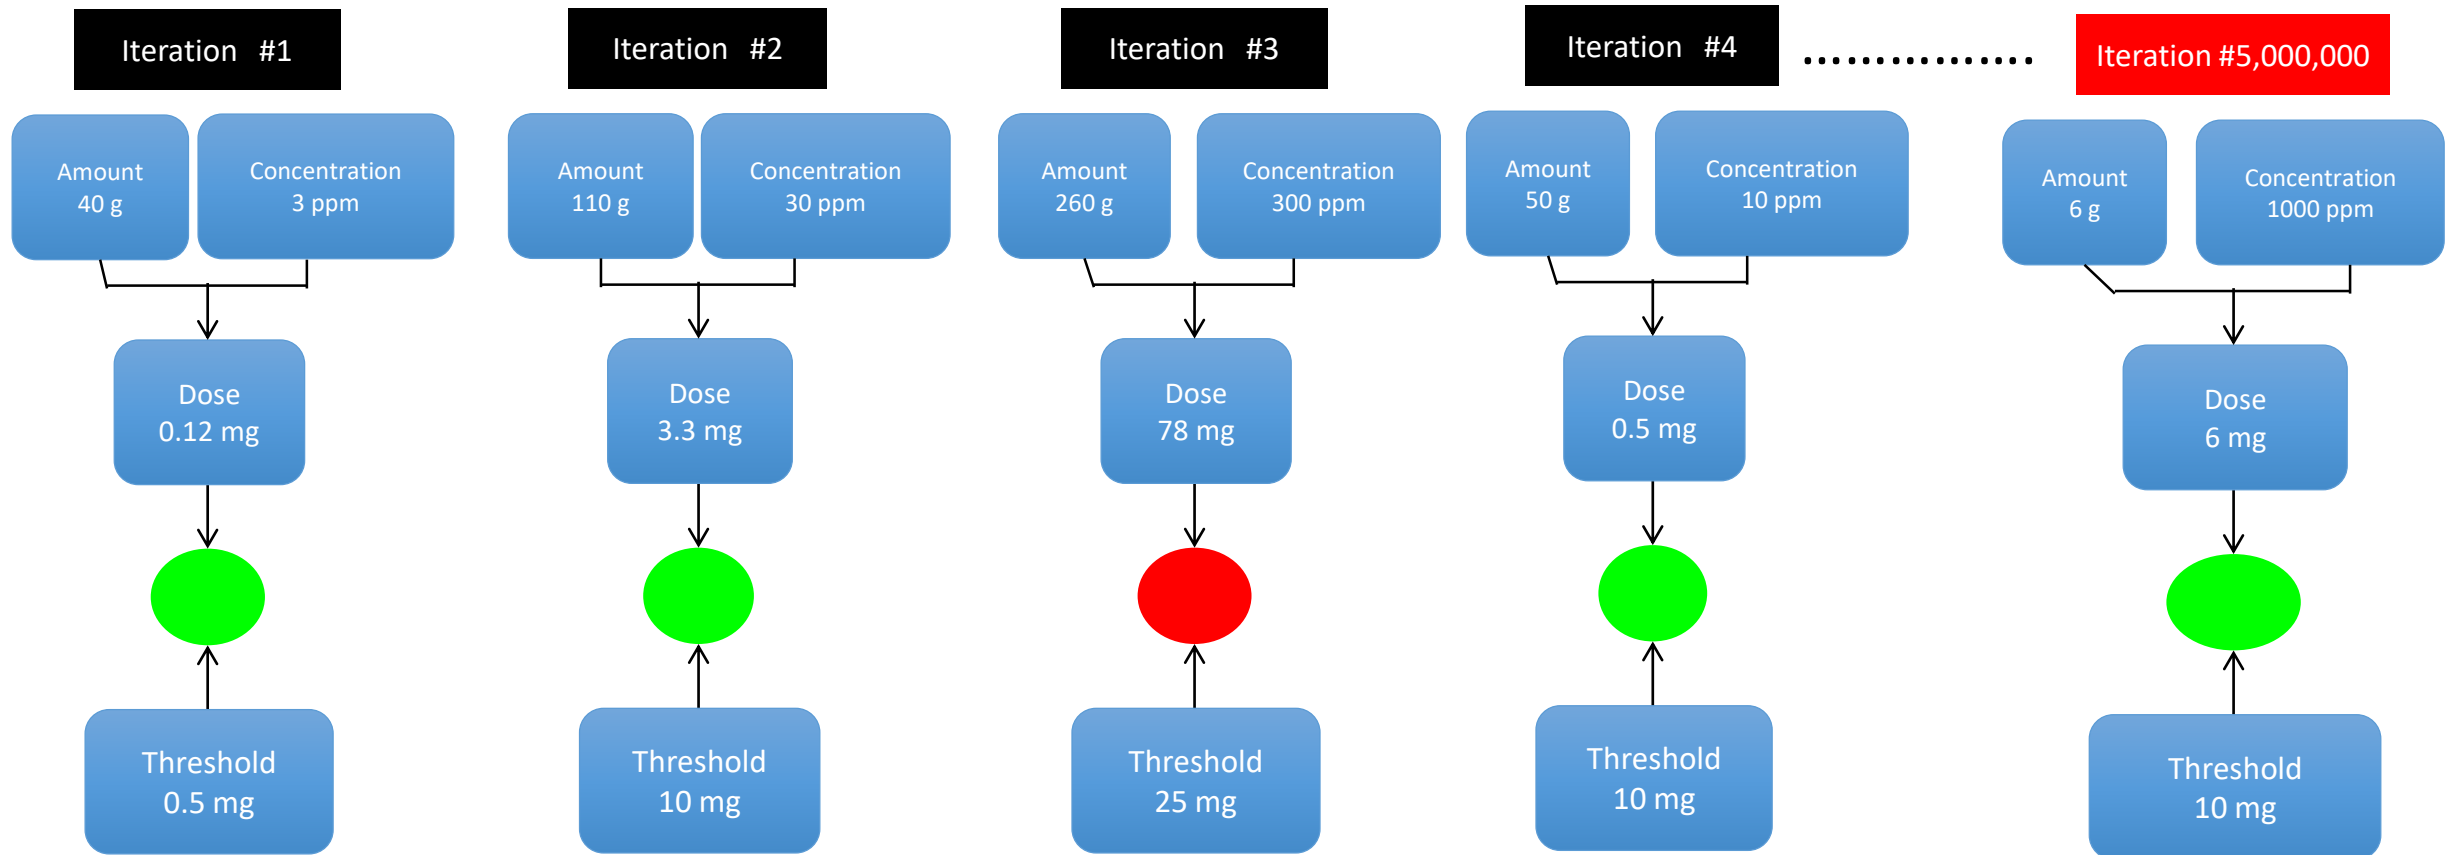 Iteration #1
Iteration #2
Iteration #3
Iteration #4
................
Iteration #5,000,000
Amount
40 g
Concentration
3 ppm
Amount
110 g
Concentration
30 ppm
Amount
260 g
Concentration
300 ppm
Amount
50 g
Concentration
10 ppm
Amount
6 g
Concentration
1000 ppm
Dose
0.12 mg
Dose
3.3 mg
Dose
78 mg
Dose
0.5 mg
Dose
6 mg
Threshold
0.5 mg
Threshold
10 mg
Threshold
25 mg
Threshold
10 mg
Threshold
10 mg